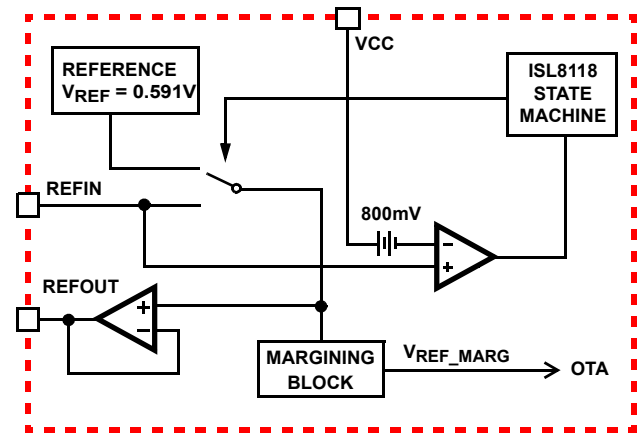 VCC
REFERENCE
VREF = 0.591V
ISL8118
STATE
MACHINE
REFIN
800mV
−
+
REFOUT
+
−
MARGINING
BLOCK
VREF_MARG
OTA